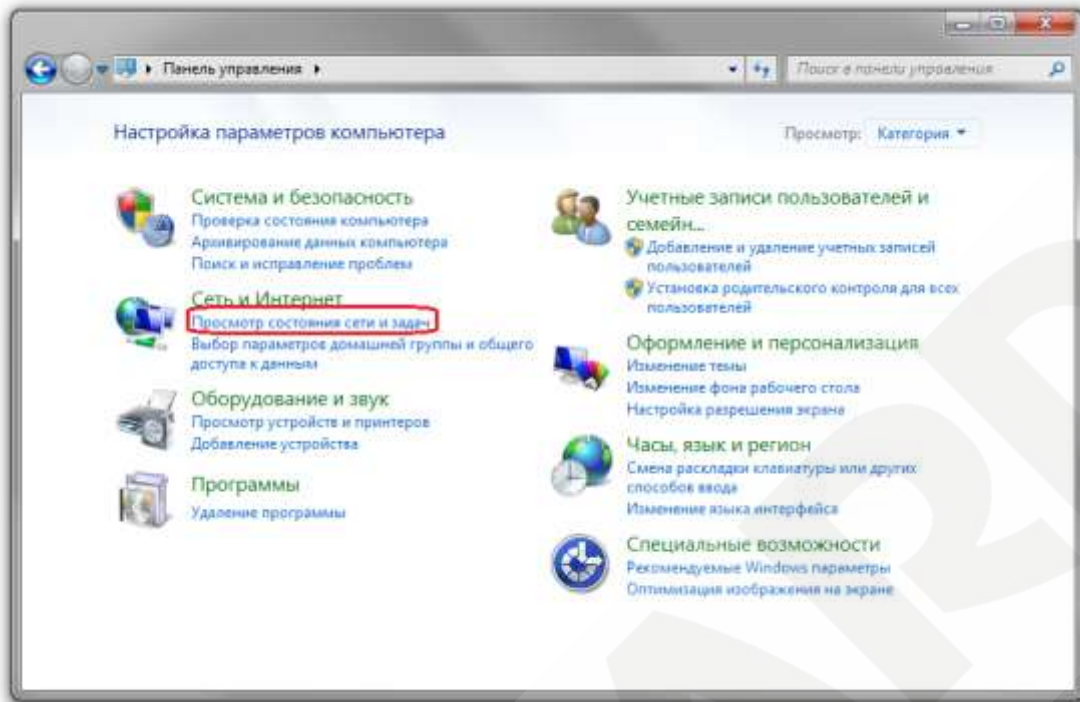 Панель управления
Поиск в панели управления
Настройка параметров компьютера
Просмотр: Категория
Система и безопасность
Проверка состояния компьютера
Архивирование данных компьютера
Поиск и исправление проблем
Сеть и Интернет
Просмотр состояния сети и задач
Выбор параметров домашней группы и общего
доступа к данным
Оборудование и звук
Просмотр устройств и принтеров
Добавление устройства
Программы
Удаление программы
Учетные записи пользователей и
семейн...
Добавление и удаление учетных записей
пользователей
Установка родительского контроля для всех
пользователей
Оформление и персонализация
Изменение темы
Изменение фона рабочего стола
Настройка разрешения экрана
Часы, язык и регион
Смена раскладки клавиатуры или других
способов ввода
Изменение языка интерфейса
Специальные возможности
Рекомендуемые Windows параметры
Оптимизация изображения на экране